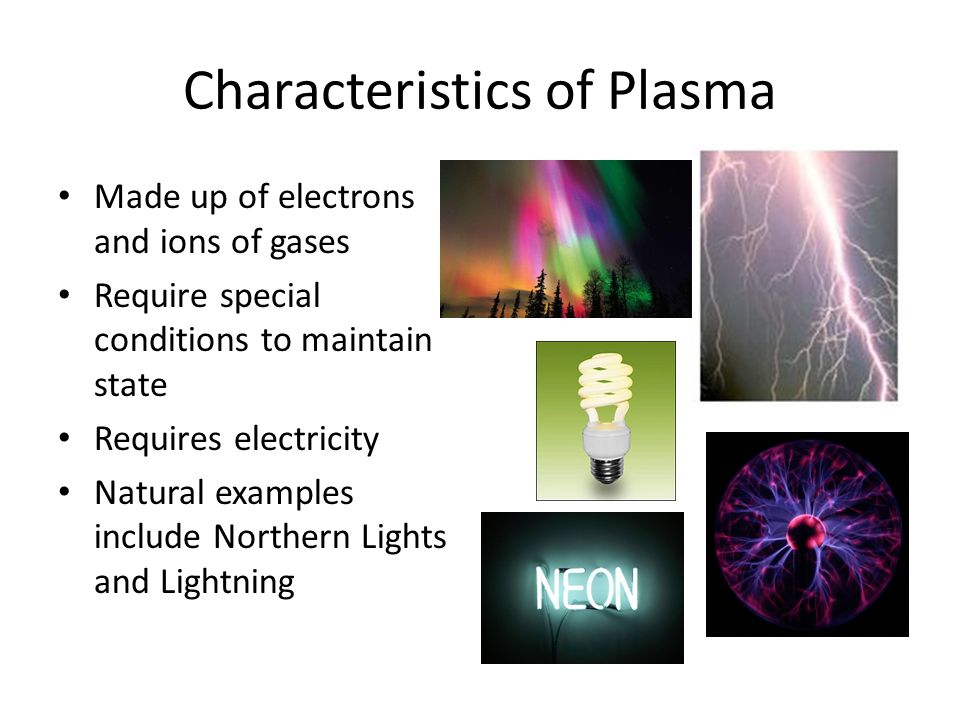 Characteristics of Plasma
• Made up of electrons
and ions of gases
• Require special
conditions to maintain
state
• Requires electricity
• Natural examples
include Northern Lights
and Lightning
NEON